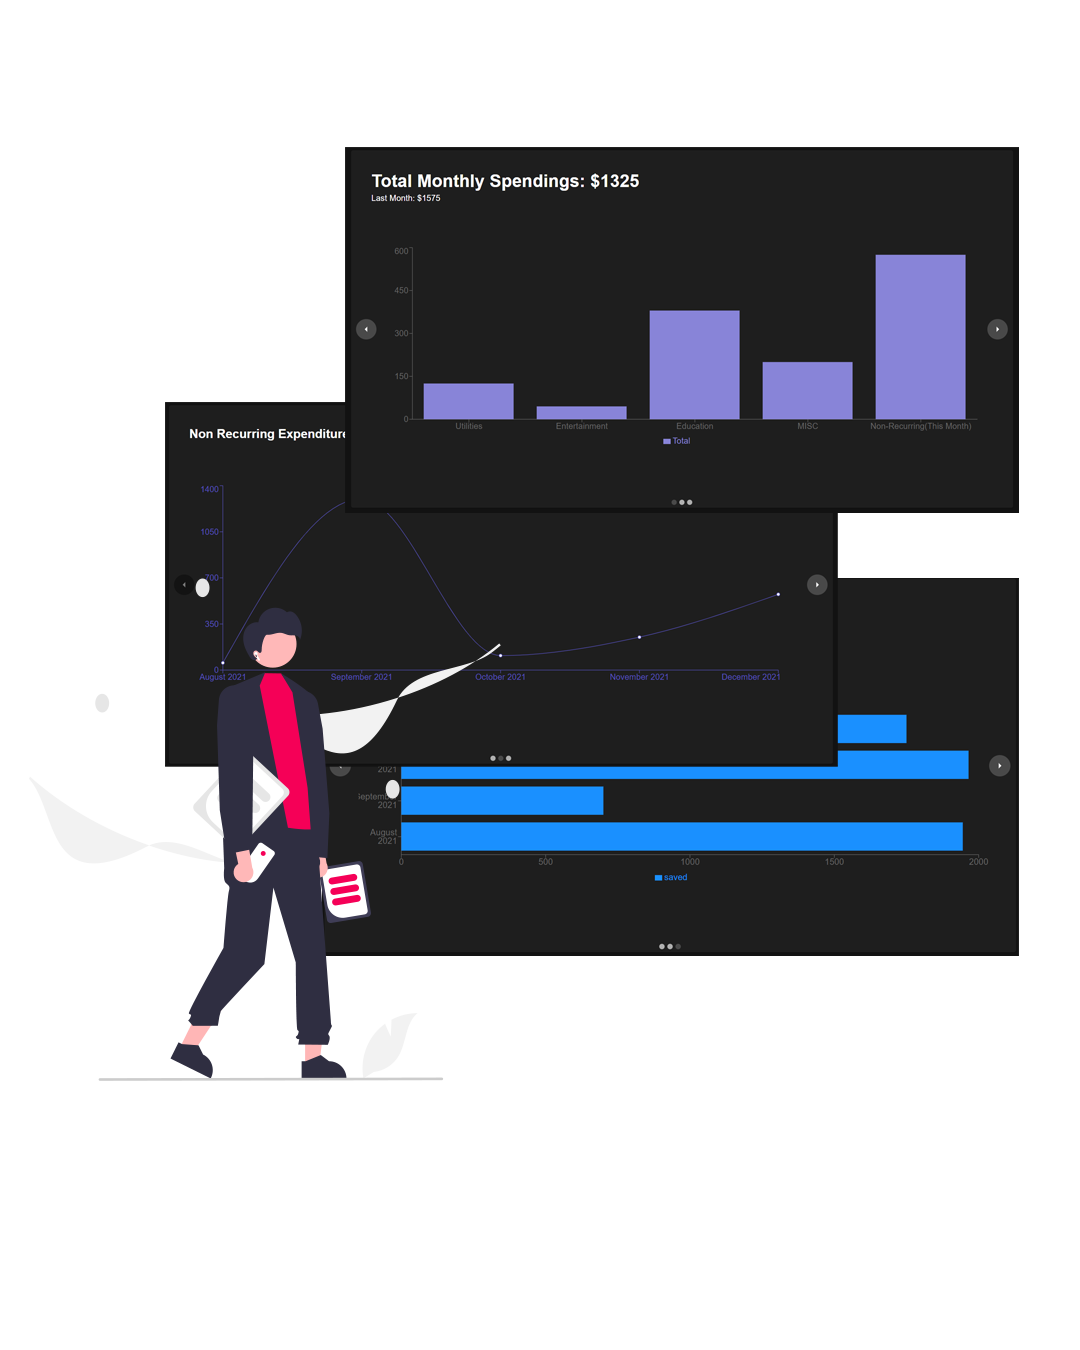 Total Monthly Spendings: $1325
Last Month: $1575
600
450
300
150
0
Utilities Entertainment Education MISC Non-Recurring(This Month)
Total
Non Recurring Expenditure
1400
1050
700
350
0
August 2021 September 2021 October 2021 November 2021 December 2021
2021
2021
August
2021
0 500 1000 1500 2000
saved